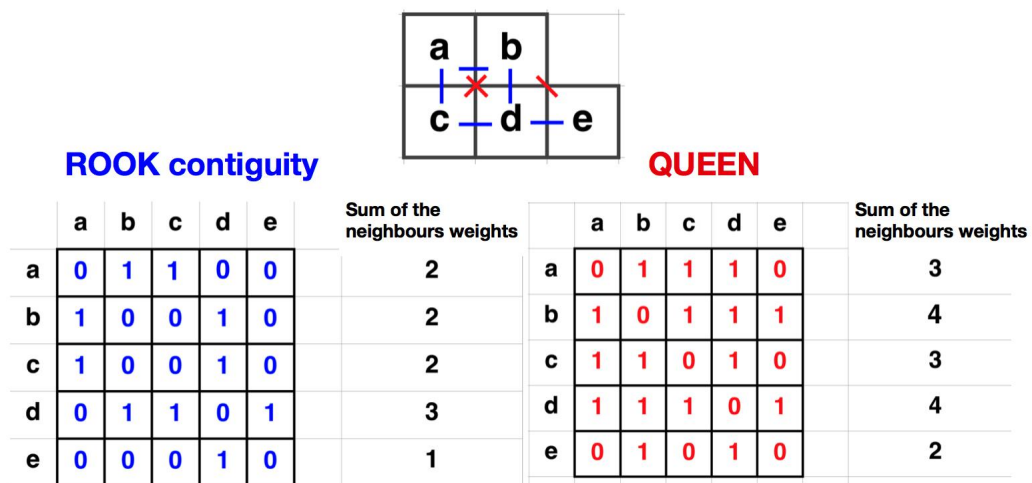 a b
c d e
ROOK contiguity
a b c d e Sum of the neighbours weights
a 0 1 1 0 0 2
b 1 0 0 1 0 2
c 1 0 0 1 0 2
d 0 1 1 0 1 3
e 0 0 0 1 0 1
QUEEN
a b c d e Sum of the neighbours weights
a 0 1 1 1 0 3
b 1 0 1 1 1 4
c 1 1 0 1 0 3
d 1 1 1 0 1 4
e 0 1 0 1 0 2